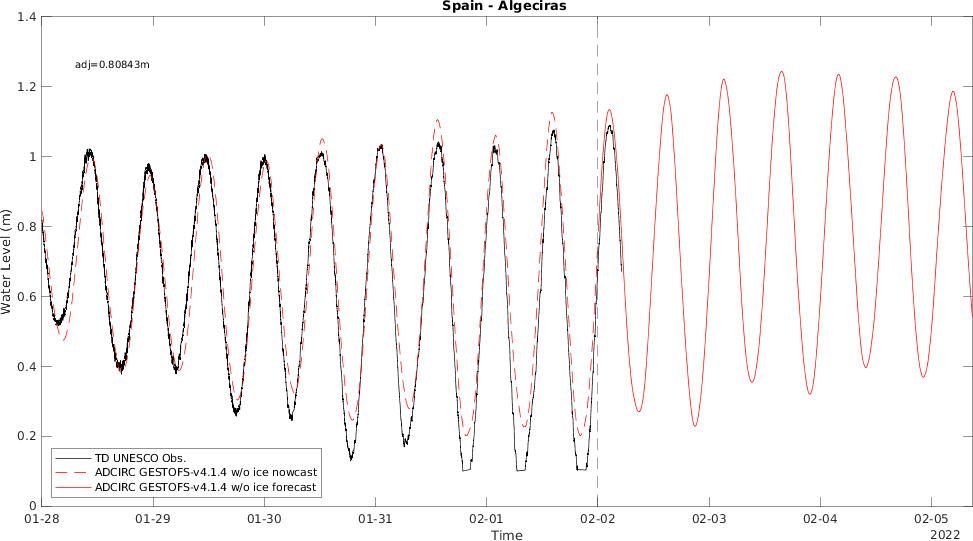 Spain - Algeciras
adj=0.80843m
1.4
1.2
1
0.8
0.6
0.4
0.2
0
Water Level (m)
TD UNESCO Obs.
ADCIRC GESTOFS-v4.1.4 w/o ice nowcast
ADCIRC GESTOFS-v4.1.4 w/o ice forecast
01-28 01-29 01-30 01-31 02-01 02-02 02-03 02-04 02-05
Time
2022